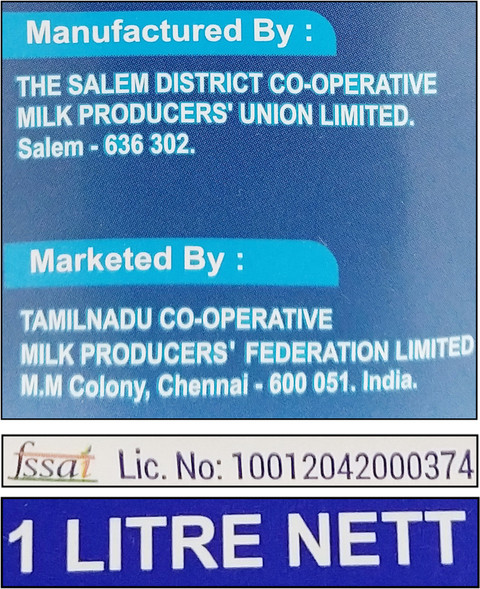 Manufactured By :
THE SALEM DISTRICT CO-OPERATIVE
MILK PRODUCERS' UNION LIMITED.
Salem - 636 302.
Marketed By :
TAMILNADU CO-OPERATIVE
MILK PRODUCERS' FEDERATION LIMITED
M.M Colony, Chennai - 600 051. India.
fssai Lic. No: 10012042000374
1 LITRE NETT